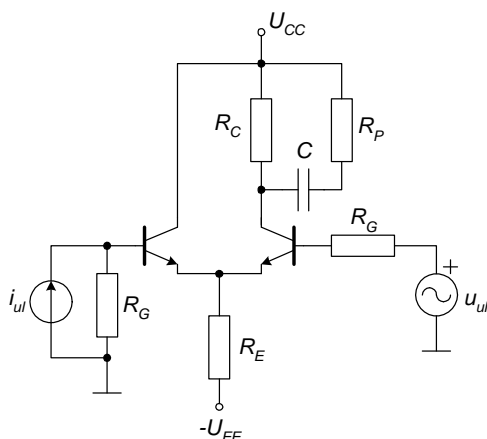 U_CC
R_C
R_P
C
R_G
i_ul
R_G
+
u_ul
R_E
-U_EE